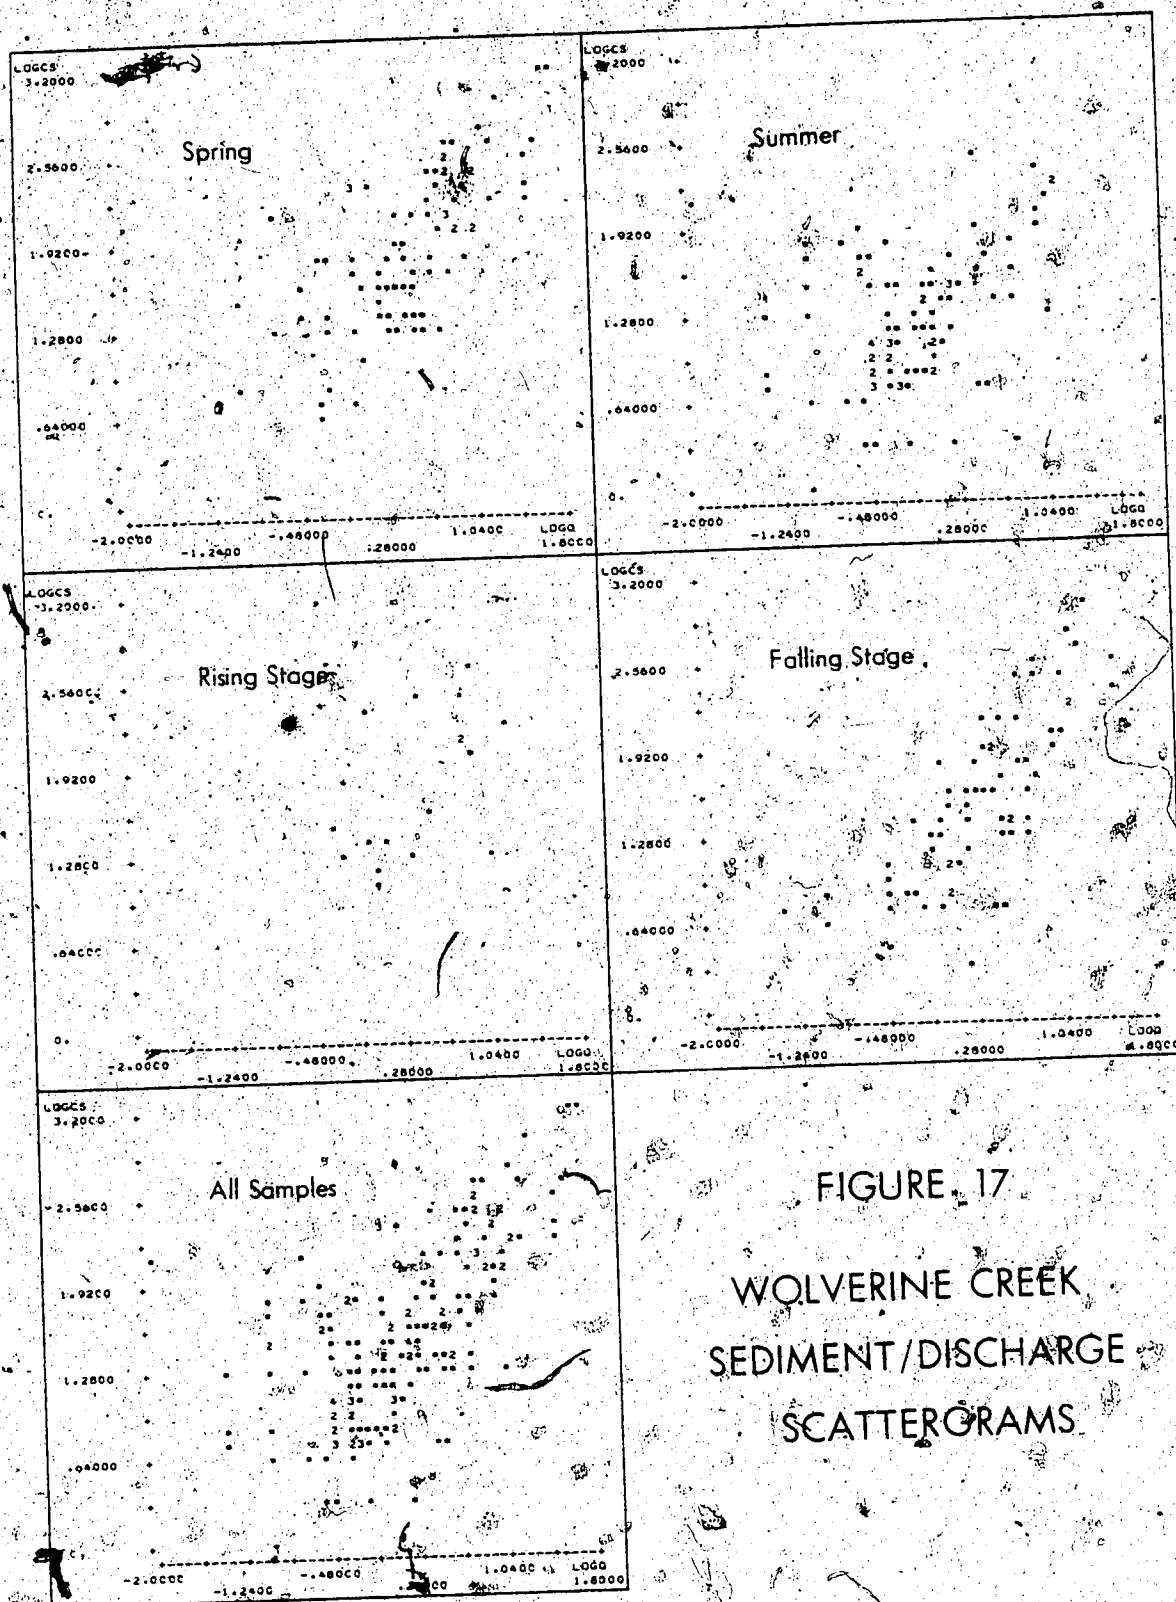 LOGCS
3.2000
Spring
2.5600
1.9200
1.2800
.64000
-2.0000 -.48000 1.0400 LOGQ
-1.2400 .28000 1.8000
LOGCS
Summer
2.5600
1.9200
1.2800
.64000
0.
-2.0000 -.48000 1.0400 LOGQ
-1.2400 .28000 1.8000
LOGCS
3.2000
Rising Stage
2.5600
1.9200
1.2800
.64000
0.
-2.0000 -.48000 1.0400 LOGQ
-1.2400 .28000 1.8000
LOGCS
3.2000
Falling Stage
2.5600
1.9200
1.2800
.64000
0.
-2.0000 -.48000 1.0400 LOGQ
-1.2400 .28000 1.8000
LOGCS
3.2000
All Samples
2.5600
1.9200
1.2800
.64000
-2.0000 -.48000 1.0400 LOGQ
-1.2400 1.8000
FIGURE 17
WOLVERINE CREEK
SEDIMENT/DISCHARGE
SCATTERGRAMS